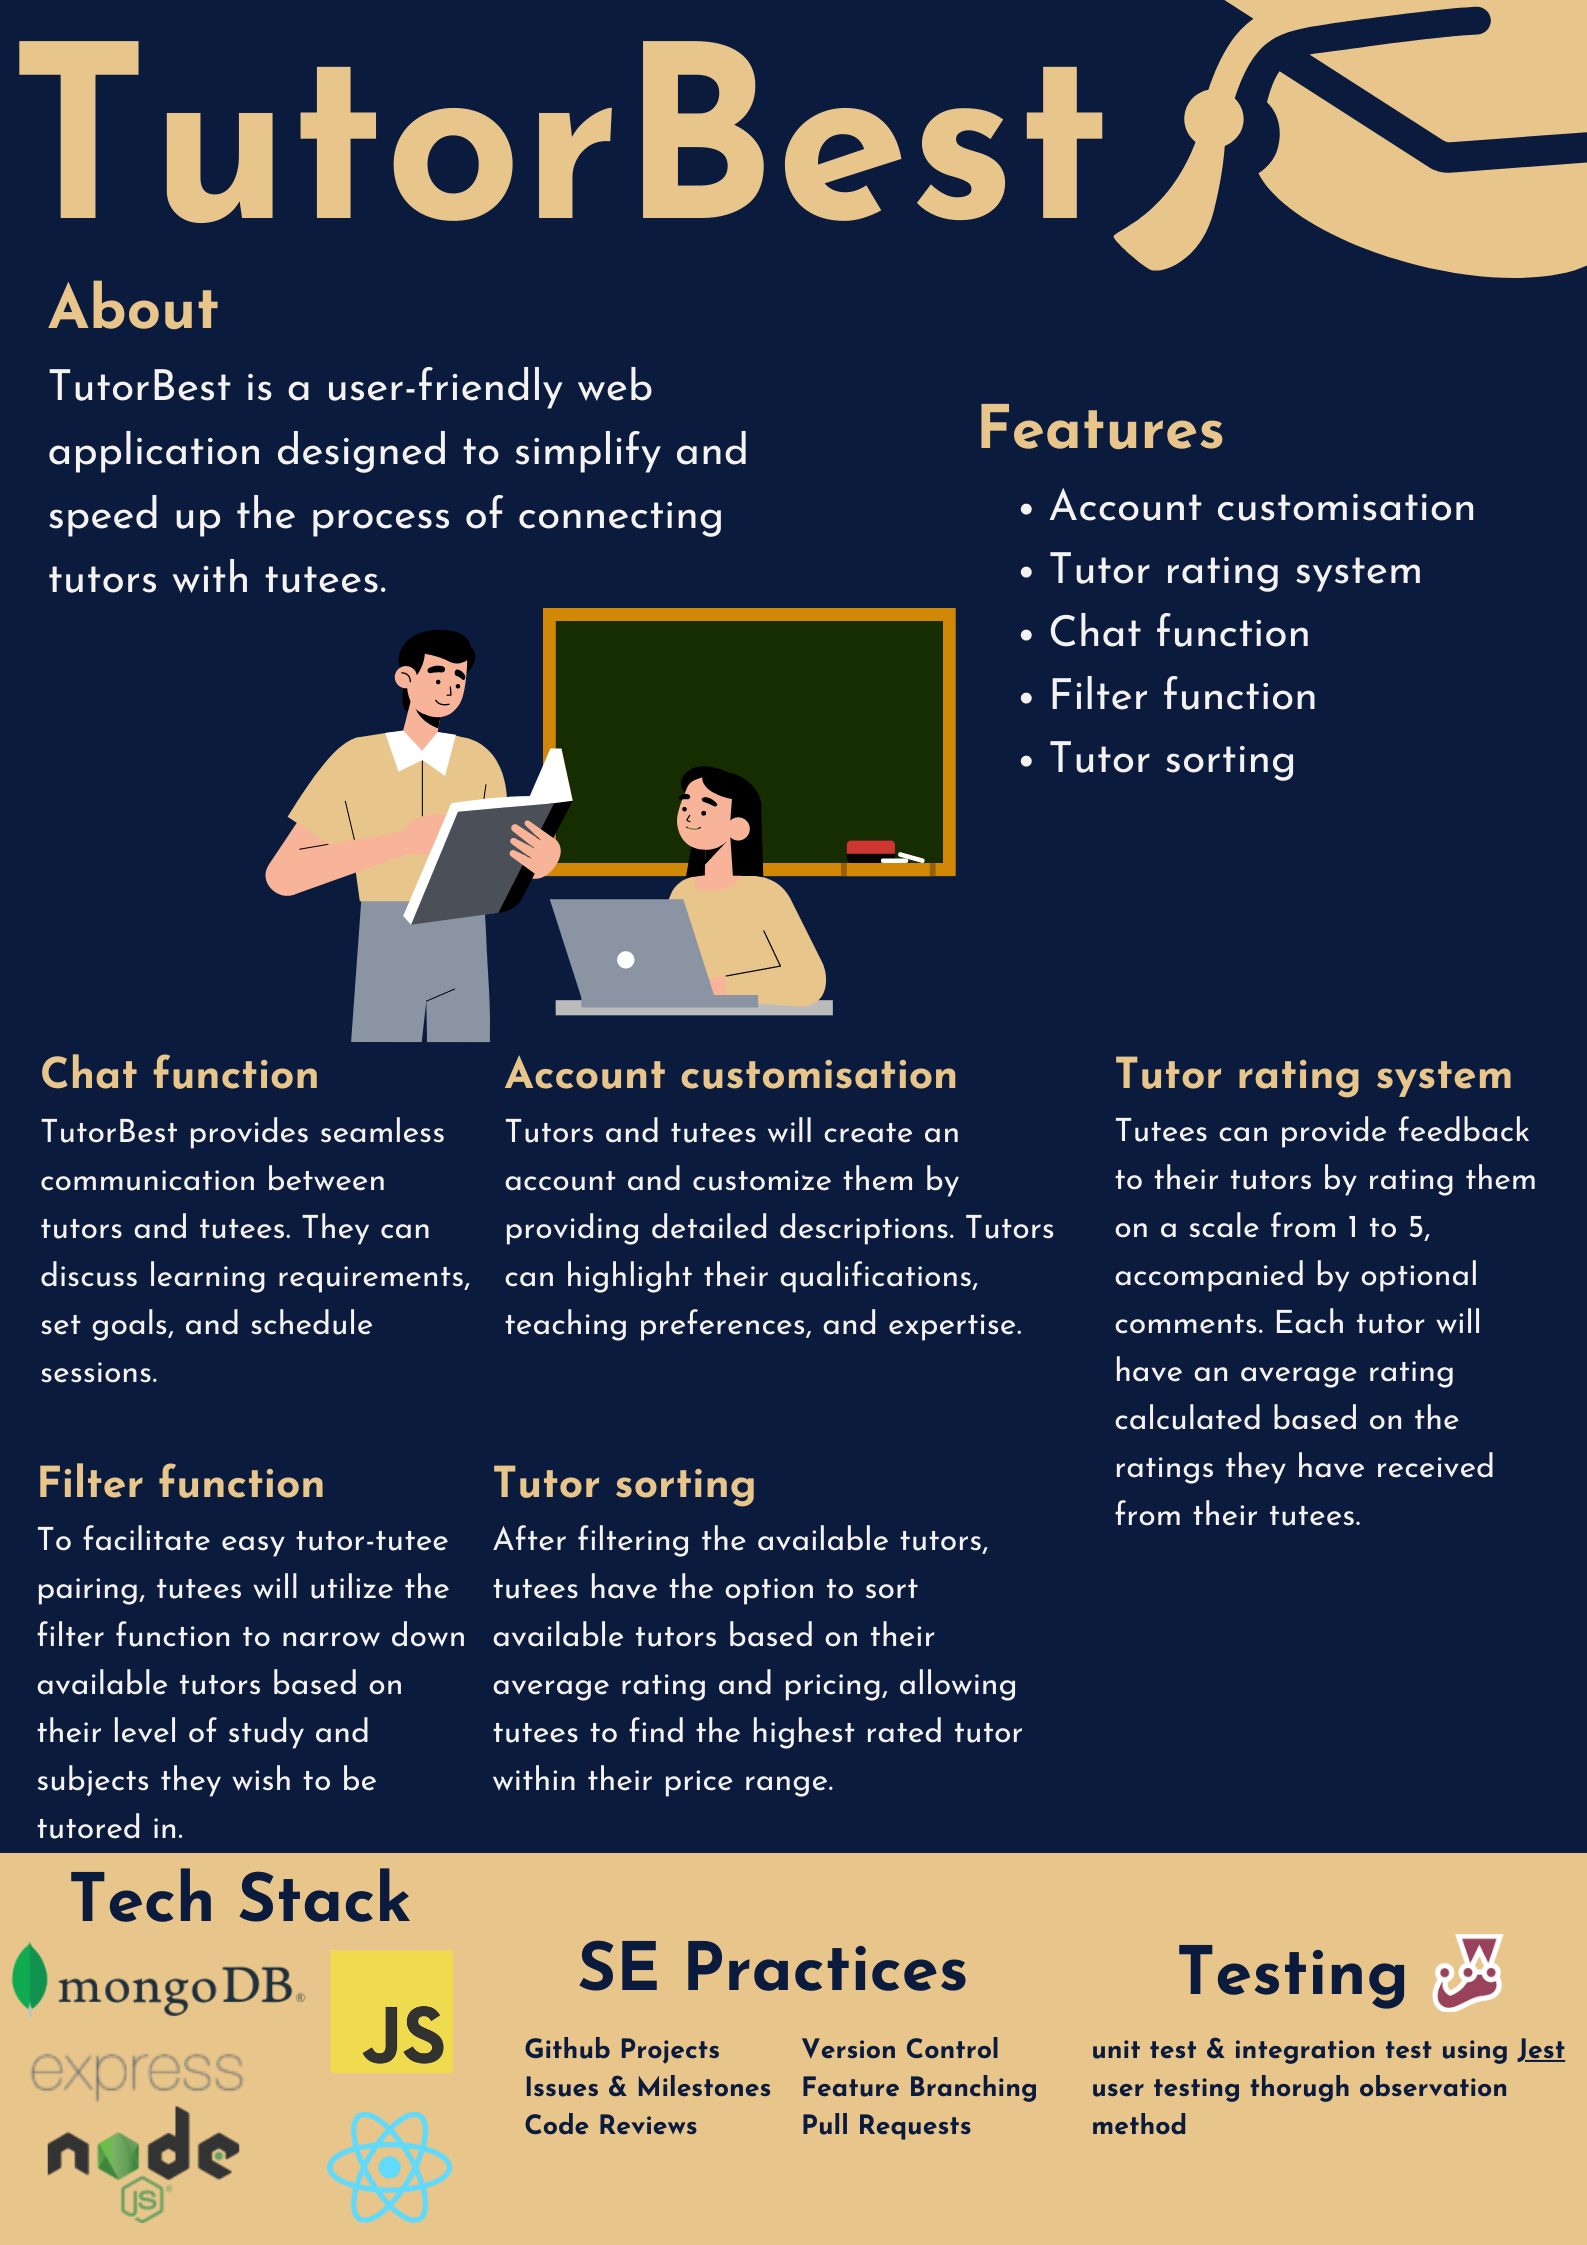 TutorBest
About
TutorBest is a user-friendly web
application designed to simplify and
speed up the process of connecting
tutors with tutees.
Features
• Account customisation
• Tutor rating system
• Chat function
• Filter function
• Tutor sorting
Chat function
TutorBest provides seamless
communication between
tutors and tutees. They can
discuss learning requirements,
set goals, and schedule
sessions.
Account customisation
Tutors and tutees will create an
account and customize them by
providing detailed descriptions. Tutors
can highlight their qualifications,
teaching preferences, and expertise.
Tutor rating system
Tutees can provide feedback
to their tutors by rating them
on a scale from 1 to 5,
accompanied by optional
comments. Each tutor will
have an average rating
calculated based on the
ratings they have received
from their tutees.
Filter function
To facilitate easy tutor-tutee
pairing, tutees will utilize the
filter function to narrow down
available tutors based on
their level of study and
subjects they wish to be
tutored in.
Tutor sorting
After filtering the available tutors,
tutees have the option to sort
available tutors based on their
average rating and pricing, allowing
tutees to find the highest rated tutor
within their price range.
Tech Stack
mongoDB®
JS
express
node
JS®
SE Practices
Github Projects
Issues & Milestones
Code Reviews
Version Control
Feature Branching
Pull Requests
Testing
unit test & integration test using Jest
user testing thorugh observation
method